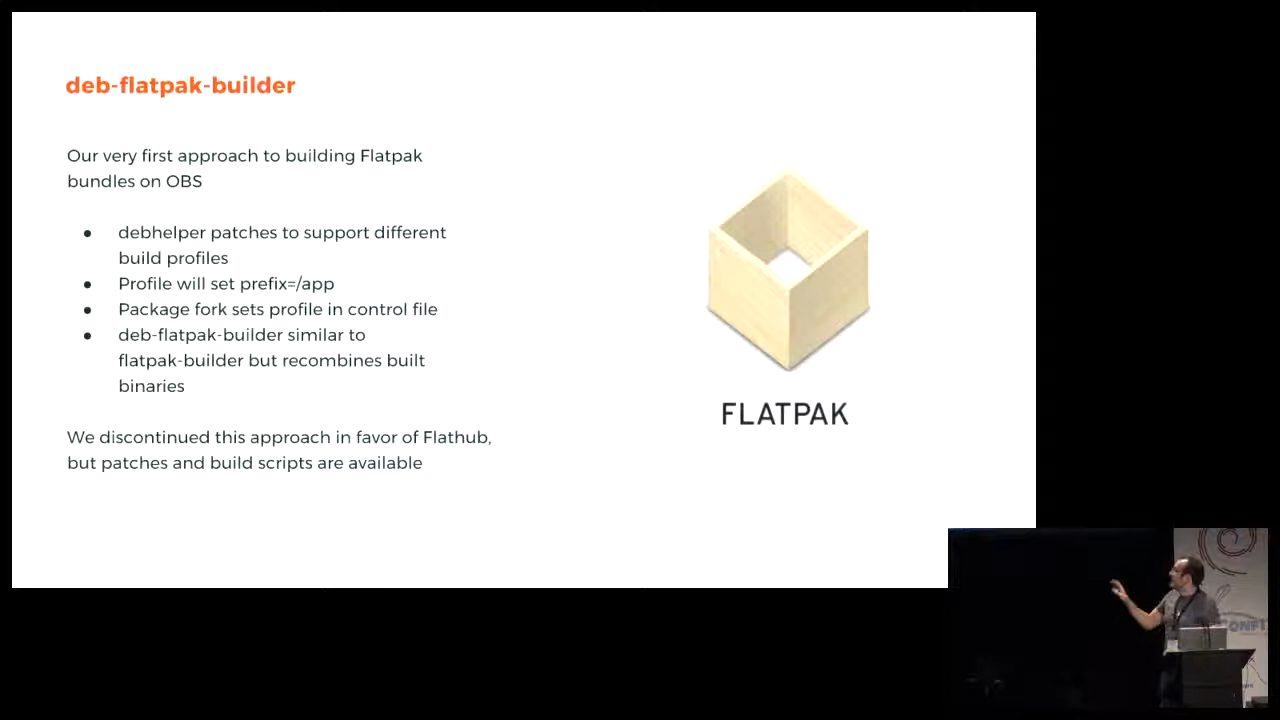 deb-flatpak-builder
Our very first approach to building Flatpak
bundles on OBS
● debhelper patches to support different
build profiles
● Profile will set prefix=/app
● Package fork sets profile in control file
● deb-flatpak-builder similar to
flatpak-builder but recombines built
binaries
We discontinued this approach in favor of Flathub,
but patches and build scripts are available
FLATPAK